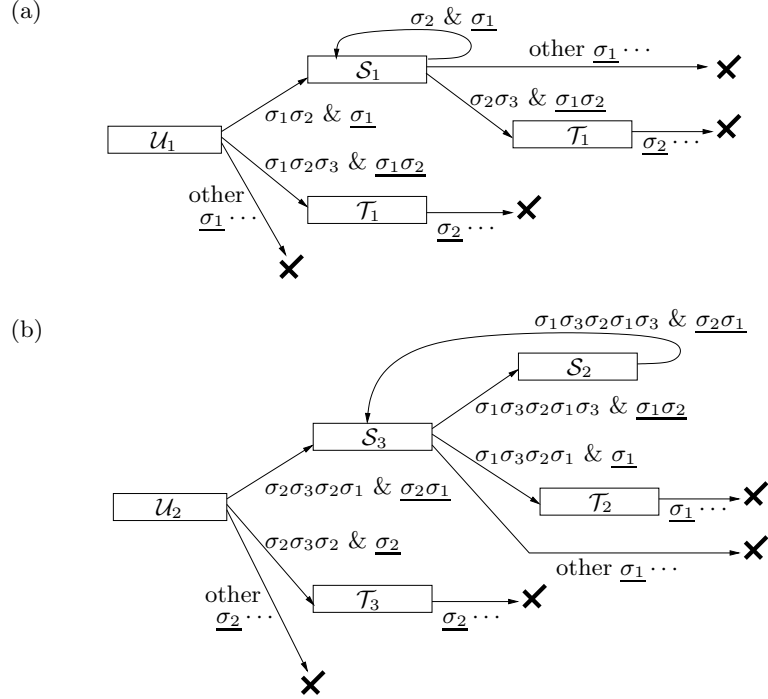 (a)
σ₂ & <u>σ₁</u>
S₁
other <u>σ₁</u> ···
σ₁σ₂ & <u>σ₁</u>
σ₂σ₃ & <u>σ₁σ₂</u>
U₁
T₁
<u>σ₂</u> ···
σ₁σ₂σ₃ & <u>σ₁σ₂</u>
other
<u>σ₁</u> ···
T₁
<u>σ₂</u> ···
(b)
σ₁σ₃σ₂σ₁σ₃ & <u>σ₂σ₁</u>
S₂
σ₁σ₃σ₂σ₁σ₃ & <u>σ₁σ₂</u>
S₃
σ₁σ₃σ₂σ₁ & <u>σ₁</u>
σ₂σ₃σ₂σ₁ & <u>σ₂σ₁</u>
T₂
<u>σ₁</u> ···
U₂
σ₂σ₃σ₂ & <u>σ₂</u>
other <u>σ₁</u> ···
other
<u>σ₂</u> ···
T₃
<u>σ₂</u> ···